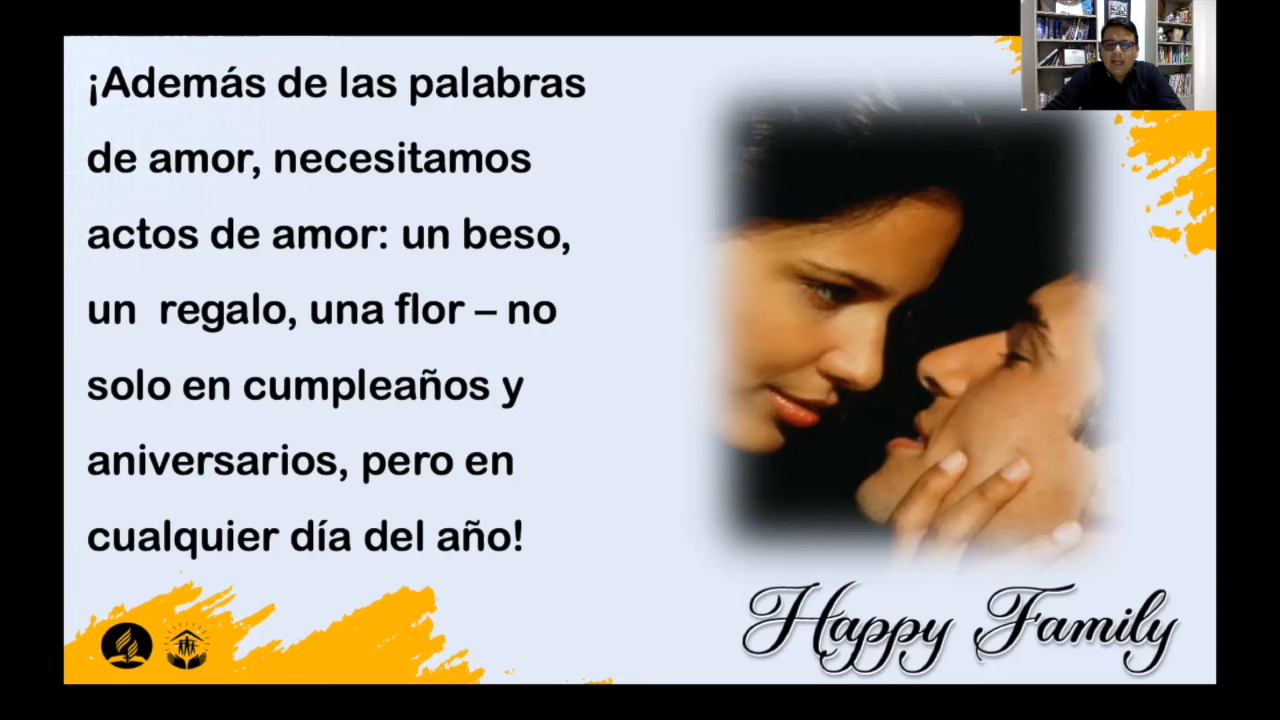 ¡Además de las palabras
de amor, necesitamos
actos de amor: un beso,
un  regalo, una flor – no
solo en cumpleaños y
aniversarios, pero en
cualquier día del año!
Happy Family